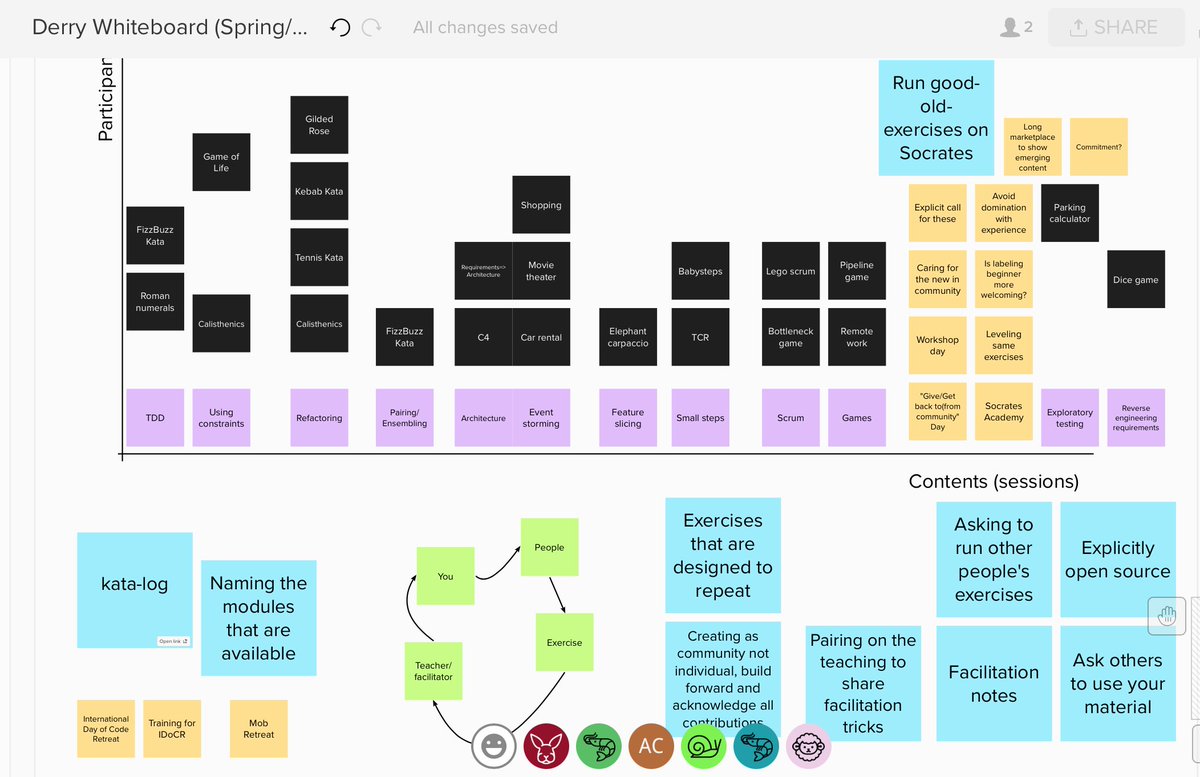 Derry Whiteboard (Spring/...
All changes saved
2
SHARE
Participan
Run good-
old-
exercises on
Socrates
Long
marketplace
to show
emerging
content
Commitment?
Gilded
Rose
Game of
Life
Kebab Kata
Shopping
Explicit call
for these
Avoid
domination
with
experience
Parking
calculator
FizzBuzz
Kata
Tennis Kata
Requirements=>
Architecture
Movie
theater
Babysteps
Lego scrum
Pipeline
game
Caring for
the new in
community
Is labeling
beginner
more
welcoming?
Dice game
Roman
numerals
Calisthenics
Calisthenics
FizzBuzz
Kata
C4
Car rental
Elephant
carpaccio
TCR
Bottleneck
game
Remote
work
Workshop
day
Leveling
same
exercises
TDD
Using
constraints
Refactoring
Pairing/
Ensembling
Architecture
Event
storming
Feature
slicing
Small steps
Scrum
Games
"Give/Get
back to(from
community"
Day
Socrates
Academy
Exploratory
testing
Reverse
engineering
requirements
Contents (sessions)
kata-log
Open link
Naming the
modules
that are
available
International
Day of Code
Retreat
Training for
IDoCR
Mob
Retreat
You
People
Exercise
Teacher/
facilitator
Exercises
that are
designed to
repeat
Creating as
community not
individual, build
forward and
acknowledge all
contributions
Pairing on the
teaching to
share
facilitation
tricks
Asking to
run other
people's
exercises
Explicitly
open source
Facilitation
notes
Ask others
to use your
material
AC